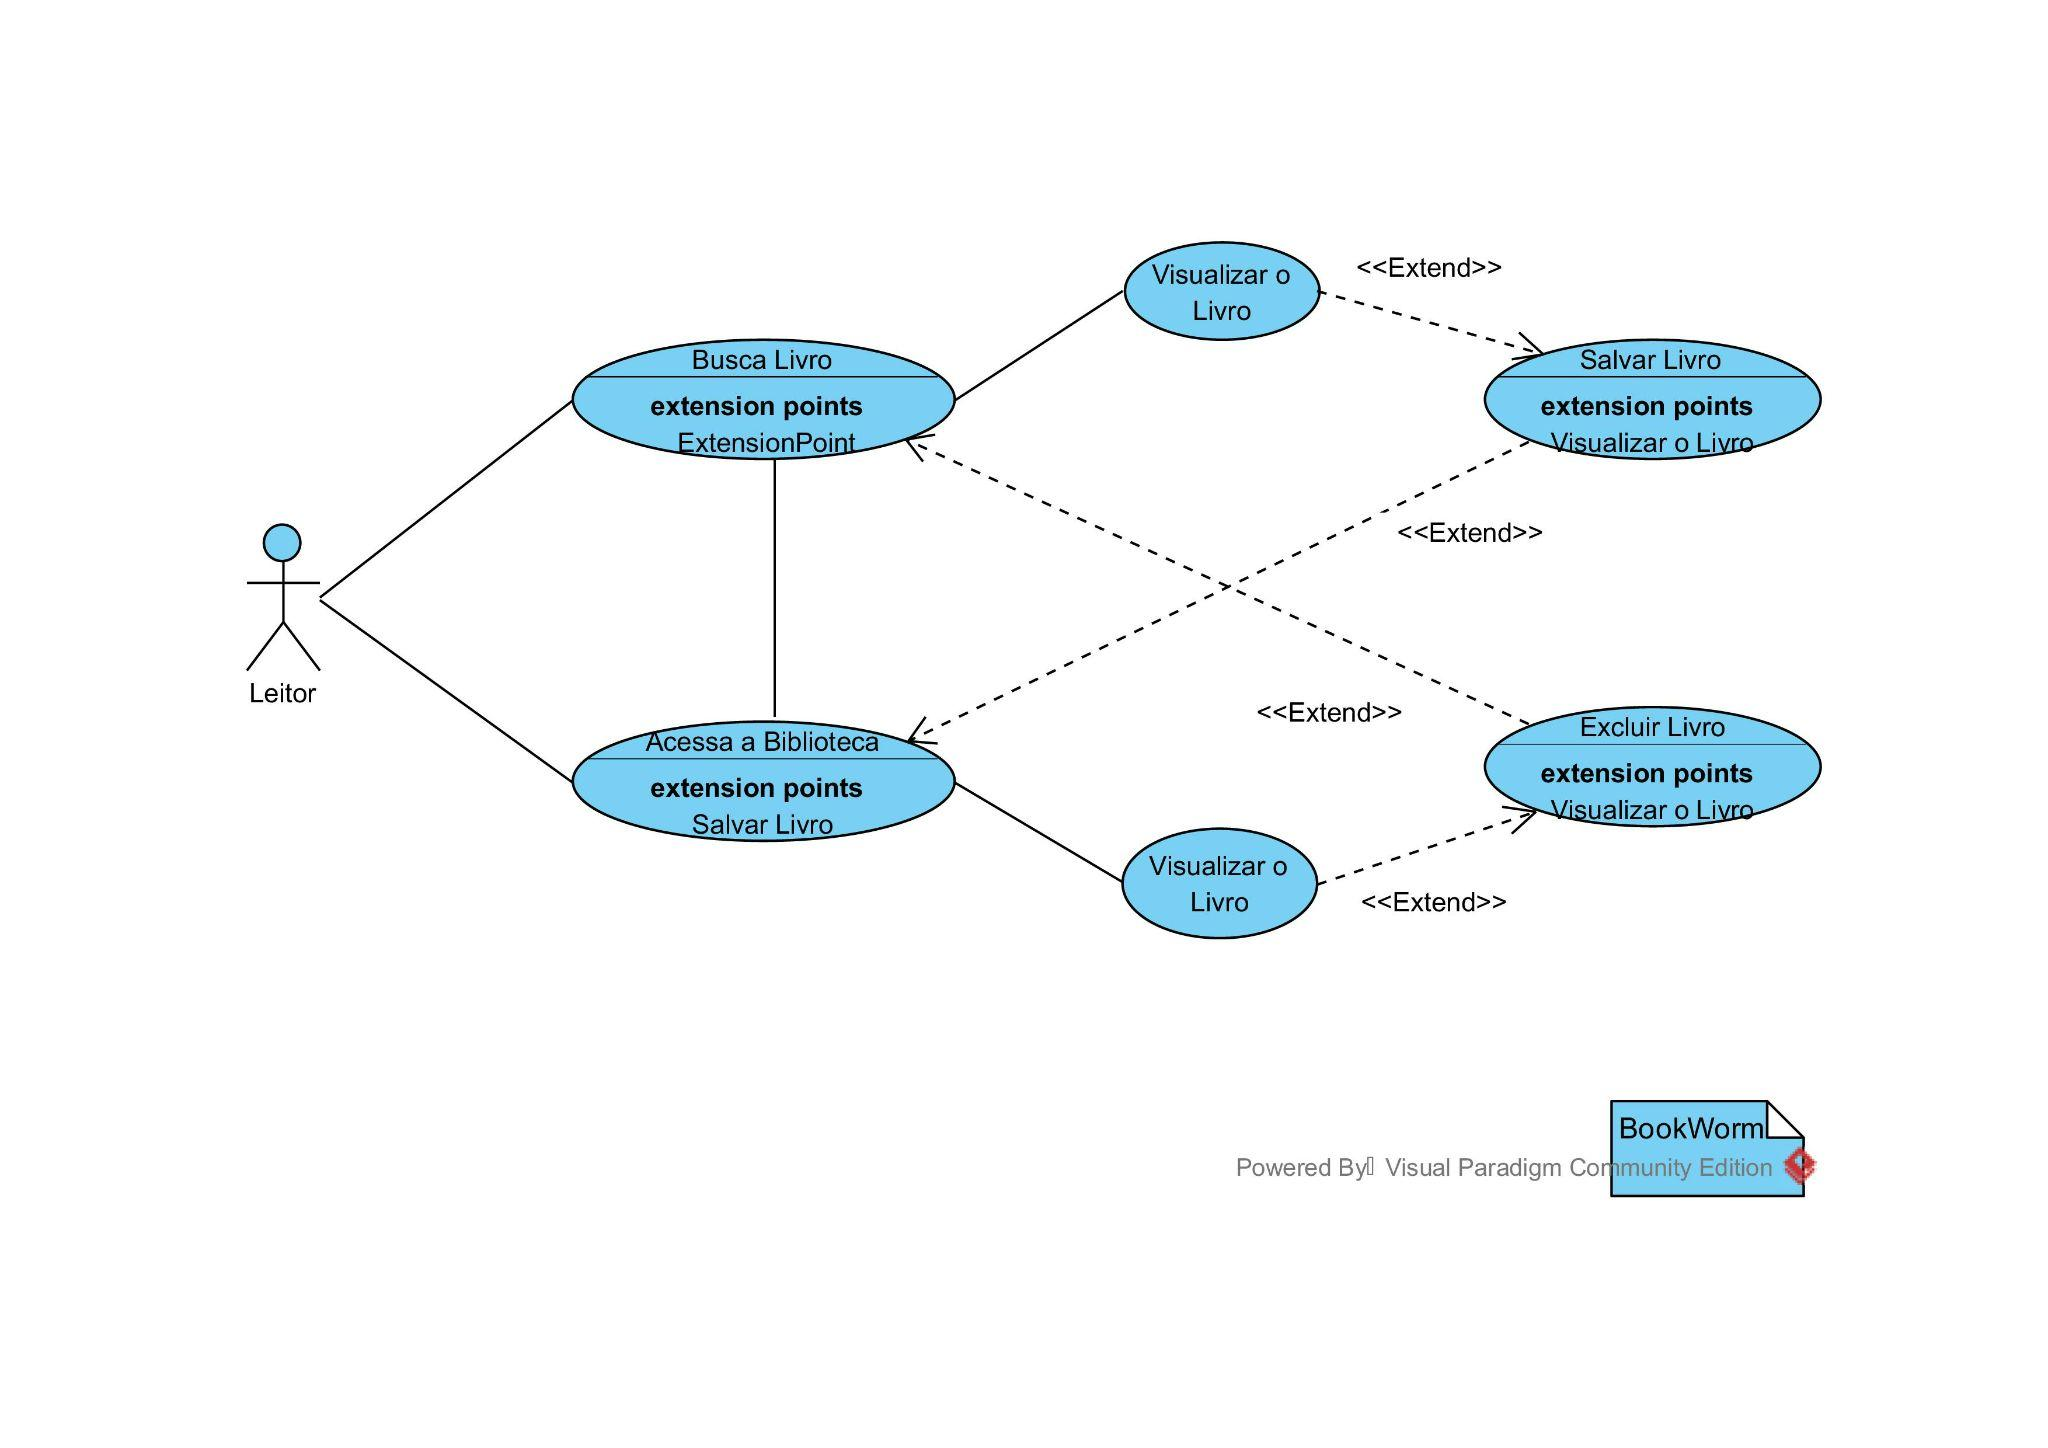 Visualizar o
Livro
<<Extend>>
Busca Livro
extension points
ExtensionPoint
Salvar Livro
extension points
Visualizar o Livro
<<Extend>>
Leitor
<<Extend>>
Acessa a Biblioteca
extension points
Salvar Livro
Excluir Livro
extension points
Visualizar o Livro
Visualizar o
Livro
<<Extend>>
BookWorm
Powered By Visual Paradigm Community Edition